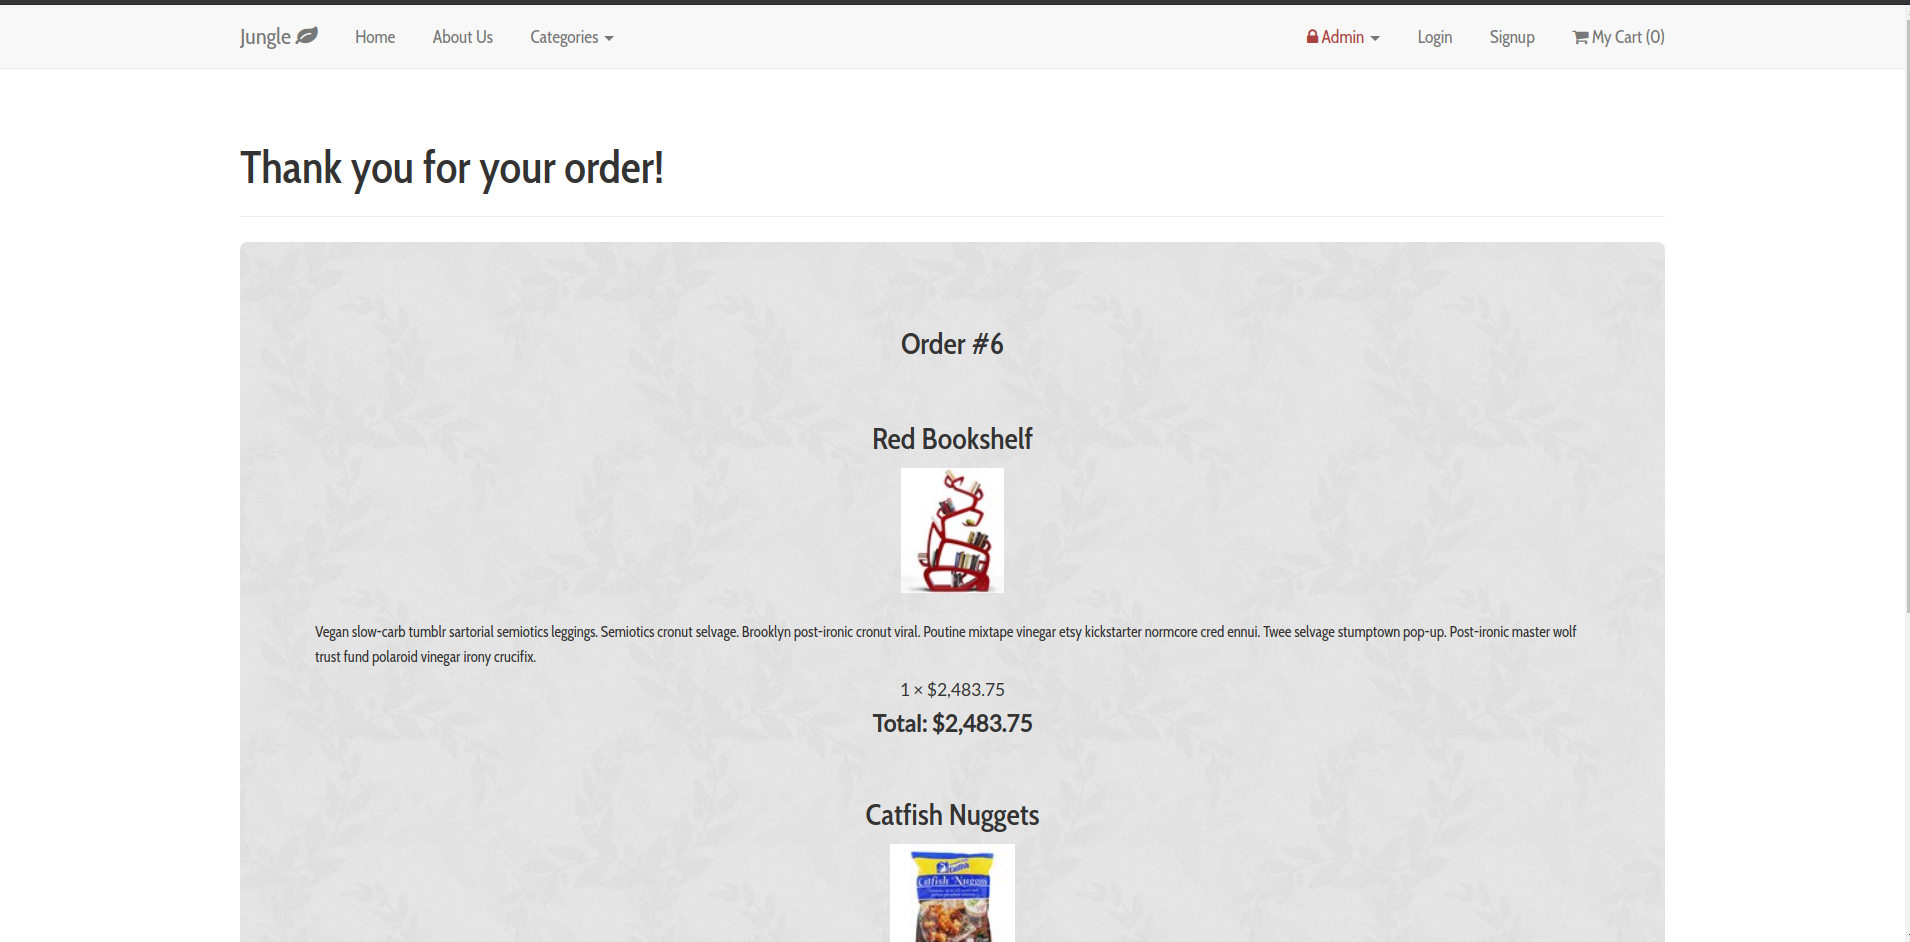 Jungle Home About Us Categories Admin Login Signup My Cart (0)
Thank you for your order!
Order #6
Red Bookshelf
Vegan slow-carb tumblr sartorial semiotics leggings. Semiotics cronut selvage. Brooklyn post-ironic cronut viral. Poutine mixtape vinegar etsy kickstarter normcore cred ennui. Twee selvage stumptown pop-up. Post-ironic master wolf
trust fund polaroid vinegar irony crucifix.
1 × $2,483.75
Total: $2,483.75
Catfish Nuggets
Catfish
Catfish Nuggets